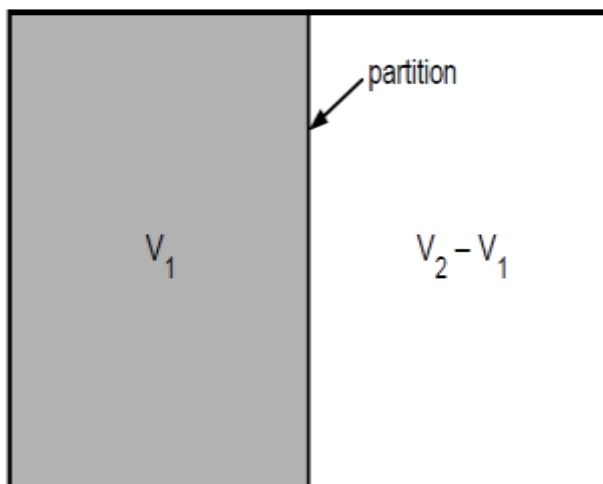 partition
V₁
V₂ – V₁